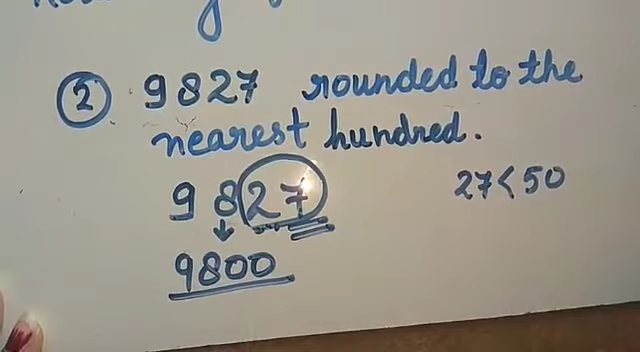 ② 9827 rounded to the
nearest hundred.
9827
27<50
9800